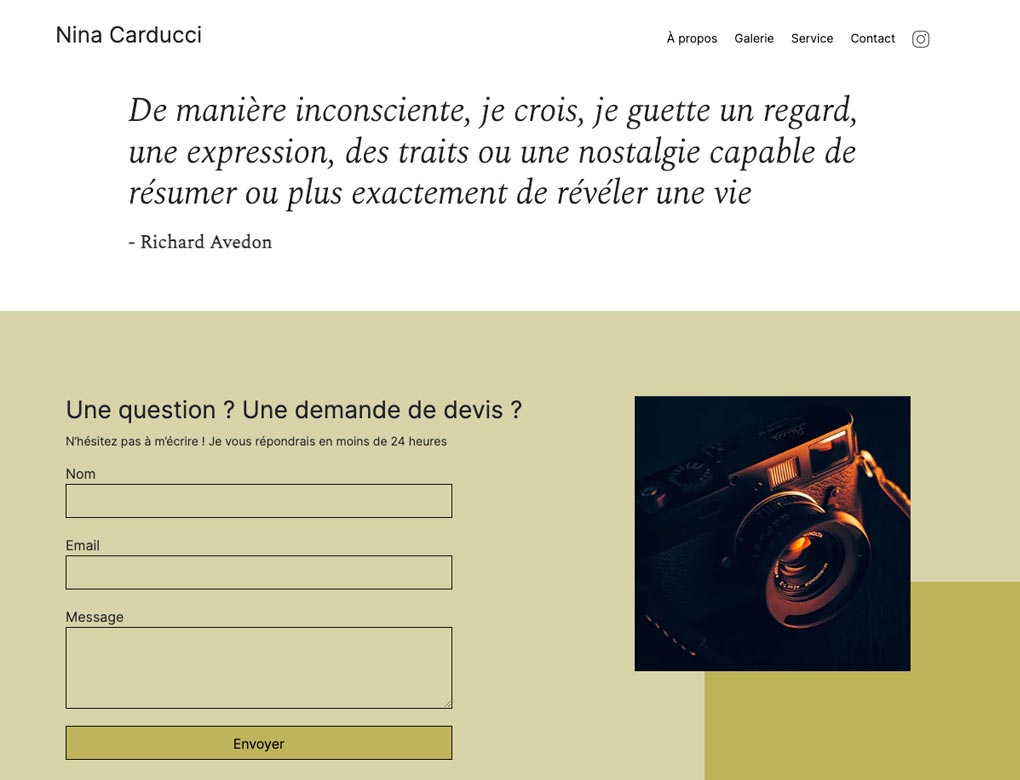 Nina Carducci
À propos Galerie Service Contact
De manière inconsciente, je crois, je guette un regard,
une expression, des traits ou une nostalgie capable de
résumer ou plus exactement de révéler une vie
- Richard Avedon
Une question ? Une demande de devis ?
N’hésitez pas à m’écrire ! Je vous répondrais en moins de 24 heures
Nom
Email
Message
Envoyer
MINOLTA